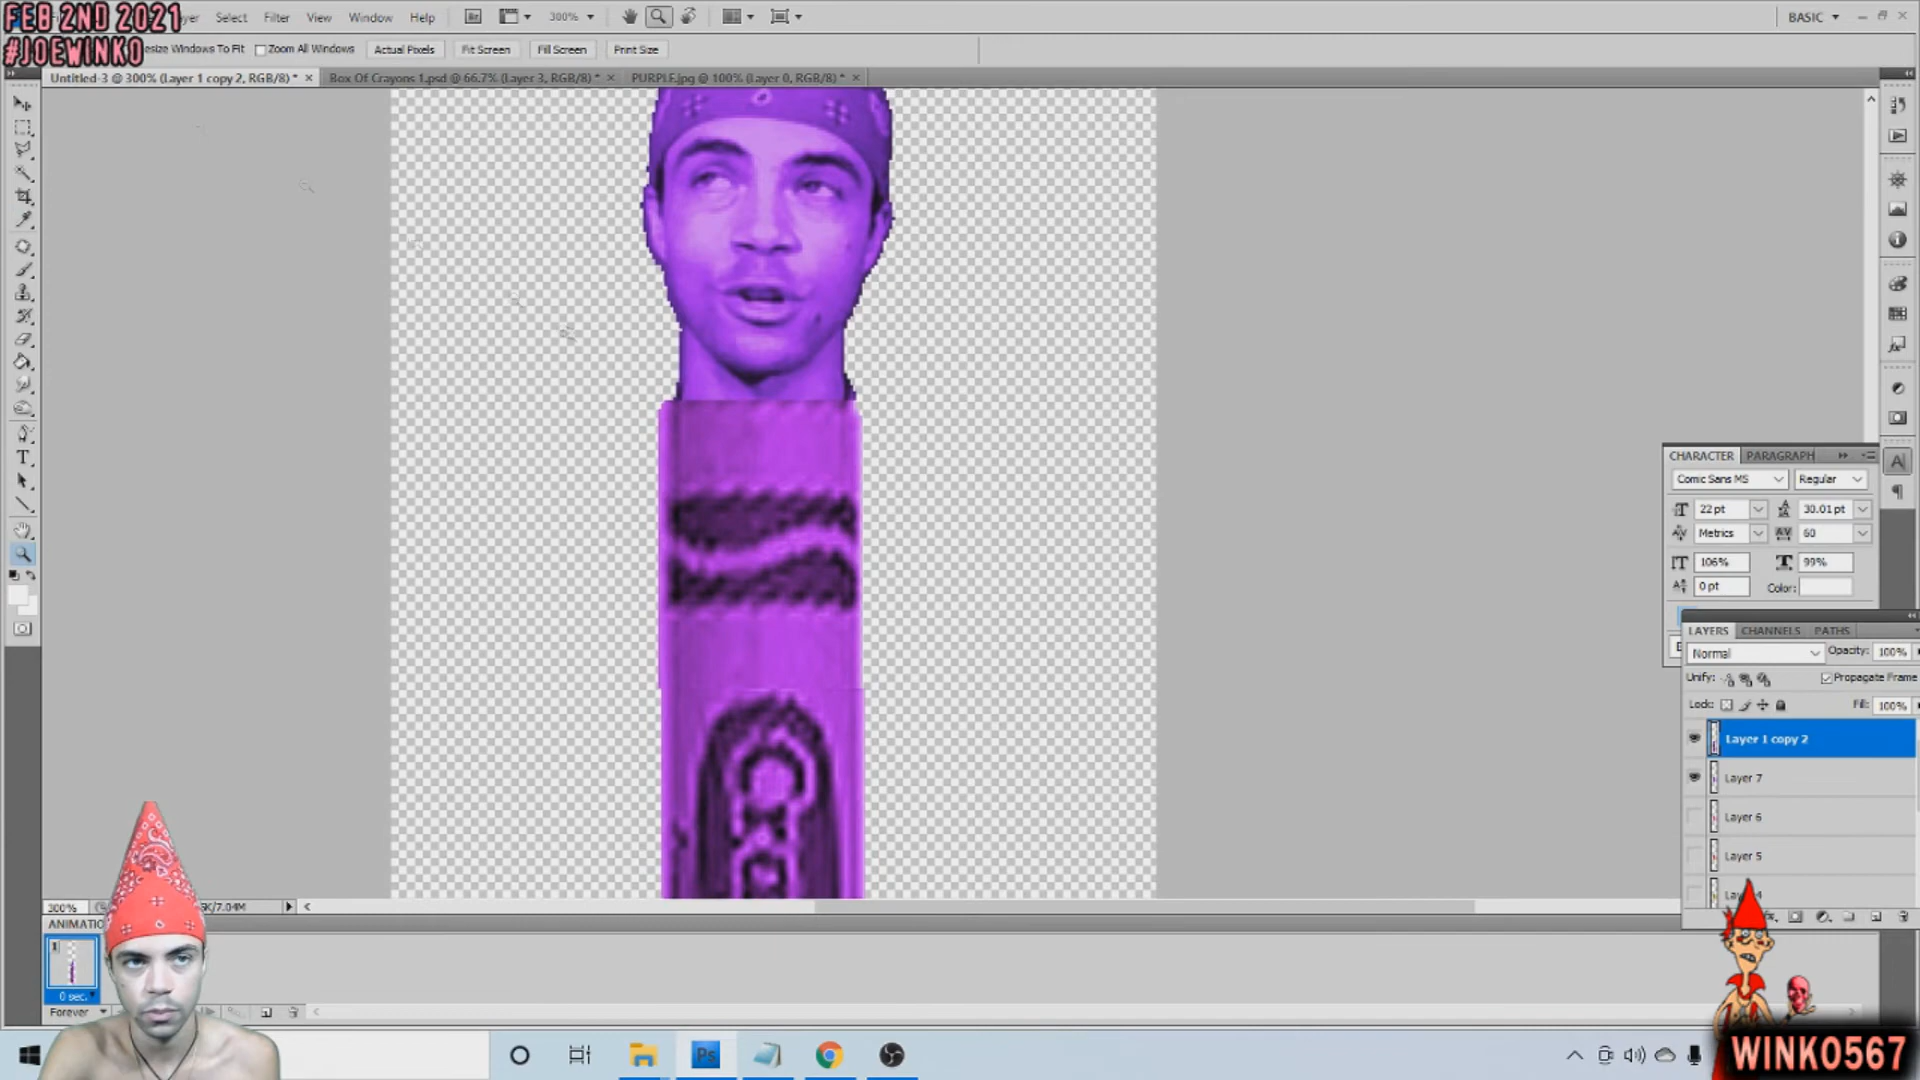 FEB 2ND 2021
#JOEWINKO
Select Filter View Window Help
300%
BASIC
Resize Windows To Fit Zoom All Windows Actual Pixels Fit Screen Fill Screen Print Size
Untitled-3 @ 300% (Layer 1 copy 2, RGB/8) *
Box Of Crayons 1.psd @ 66.7% (Layer 3, RGB/8) *
PURPLE.jpg @ 100% (Layer 0, RGB/8) *
CHARACTER PARAGRAPH
Comic Sans MS Regular
22 pt 30.01 pt
Metrics 60
106% 99%
0 pt Color:
LAYERS CHANNELS PATHS
Normal Opacity: 100%
Unify: Propagate Frame
Lock: Fill: 100%
Layer 1 copy 2
Layer 7
Layer 6
Layer 5
300%
/7.04M
1
0 sec.
Forever
Ps
WINKO567